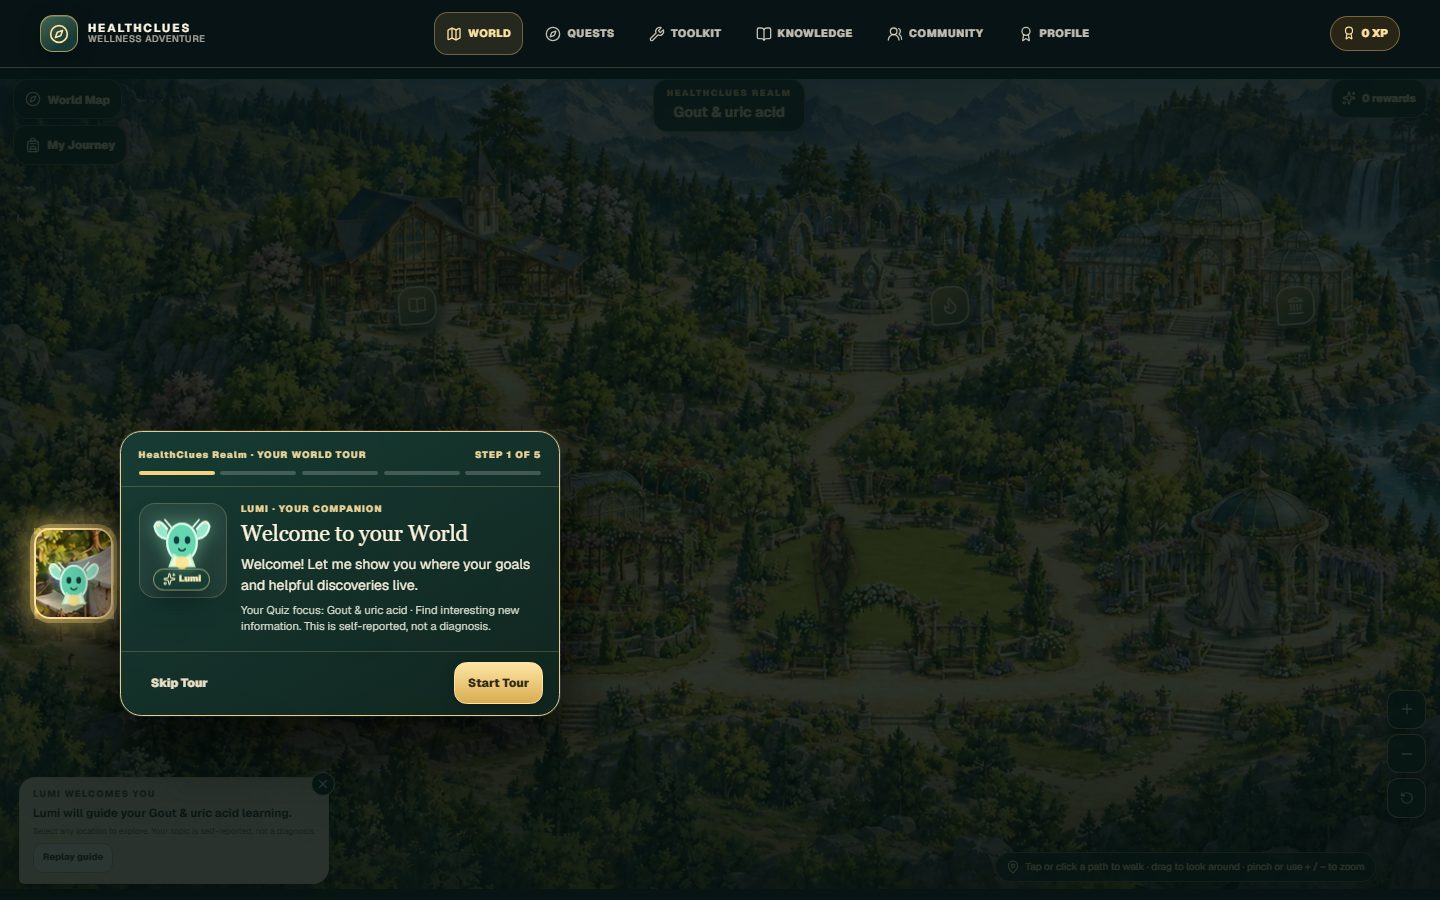 HEALTHCLUES
WELLNESS ADVENTURE
WORLD
QUESTS
TOOLKIT
KNOWLEDGE
COMMUNITY
PROFILE
0 XP
World Map
My Journey
HEALTHCLUES REALM
Gout & uric acid
0 rewards
HealthClues Realm · YOUR WORLD TOUR
STEP 1 OF 5
Lumi
LUMI · YOUR COMPANION
Welcome to your World
Welcome! Let me show you where your goals
and helpful discoveries live.
Your Quiz focus: Gout & uric acid · Find interesting new
information. This is self-reported, not a diagnosis.
Skip Tour
Start Tour
LUMI WELCOMES YOU
Lumi will guide your Gout & uric acid learning.
Select any location to explore. Your topic is self-reported, not a diagnosis.
Replay guide
Tap or click a path to walk · drag to look around · pinch or use + / − to zoom